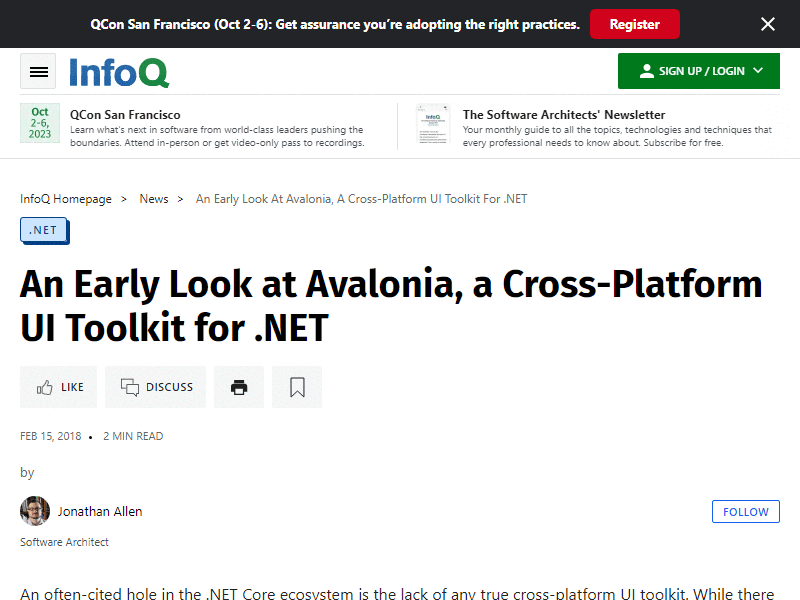 QCon San Francisco (Oct 2-6): Get assurance you're adopting the right practices.
Register
InfoQ
SIGN UP / LOGIN
Oct
2-6,
2023
QCon San Francisco
Learn what's next in software from world-class leaders pushing the
boundaries. Attend in-person or get video-only pass to recordings.
InfoQ
The Software Architects' Newsletter
Your monthly guide to all the topics, technologies and techniques that
every professional needs to know about. Subscribe for free.
InfoQ Homepage > News > An Early Look At Avalonia, A Cross-Platform UI Toolkit For .NET
.NET
An Early Look at Avalonia, a Cross-Platform
UI Toolkit for .NET
LIKE
DISCUSS
FEB 15, 2018 • 2 MIN READ
by
Jonathan Allen
FOLLOW
Software Architect
An often-cited hole in the .NET Core ecosystem is the lack of any true cross-platform UI toolkit. While there